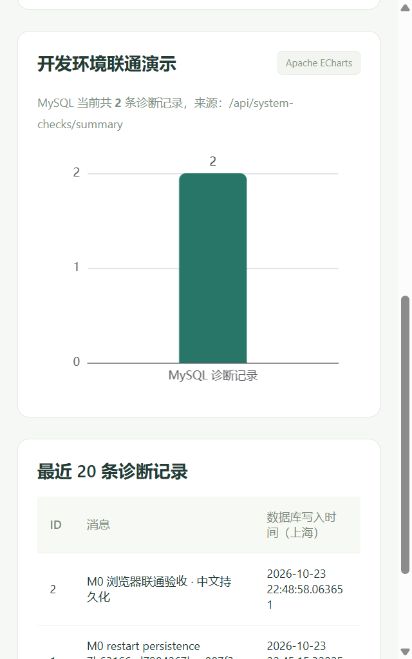 开发环境联通演示
Apache ECharts
MySQL 当前共 2 条诊断记录，来源：/api/system-
checks/summary
2
2
1
0
MySQL 诊断记录
最近 20 条诊断记录
ID
消息
数据库写入时
间（上海）
2
M0 浏览器联通验收 · 中文持
久化
2026-10-23
22:48:58.06365
1
M0 restart persistence